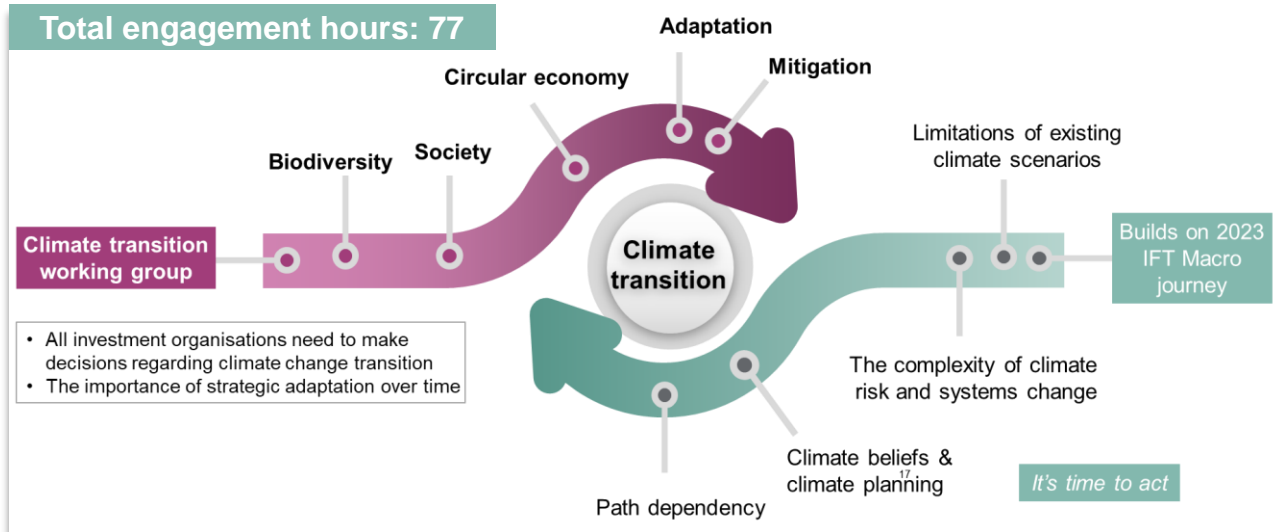 Total engagement hours: 77
Adaptation
Mitigation
Circular economy
Society
Biodiversity
Climate transition
working group
Limitations of existing
climate scenarios
Builds on 2023
IFT Macro
journey
Climate
transition
• All investment organisations need to make
decisions regarding climate change transition
• The importance of strategic adaptation over time
The complexity of climate
risk and systems change
Climate beliefs &
climate planning
17
Path dependency
It's time to act